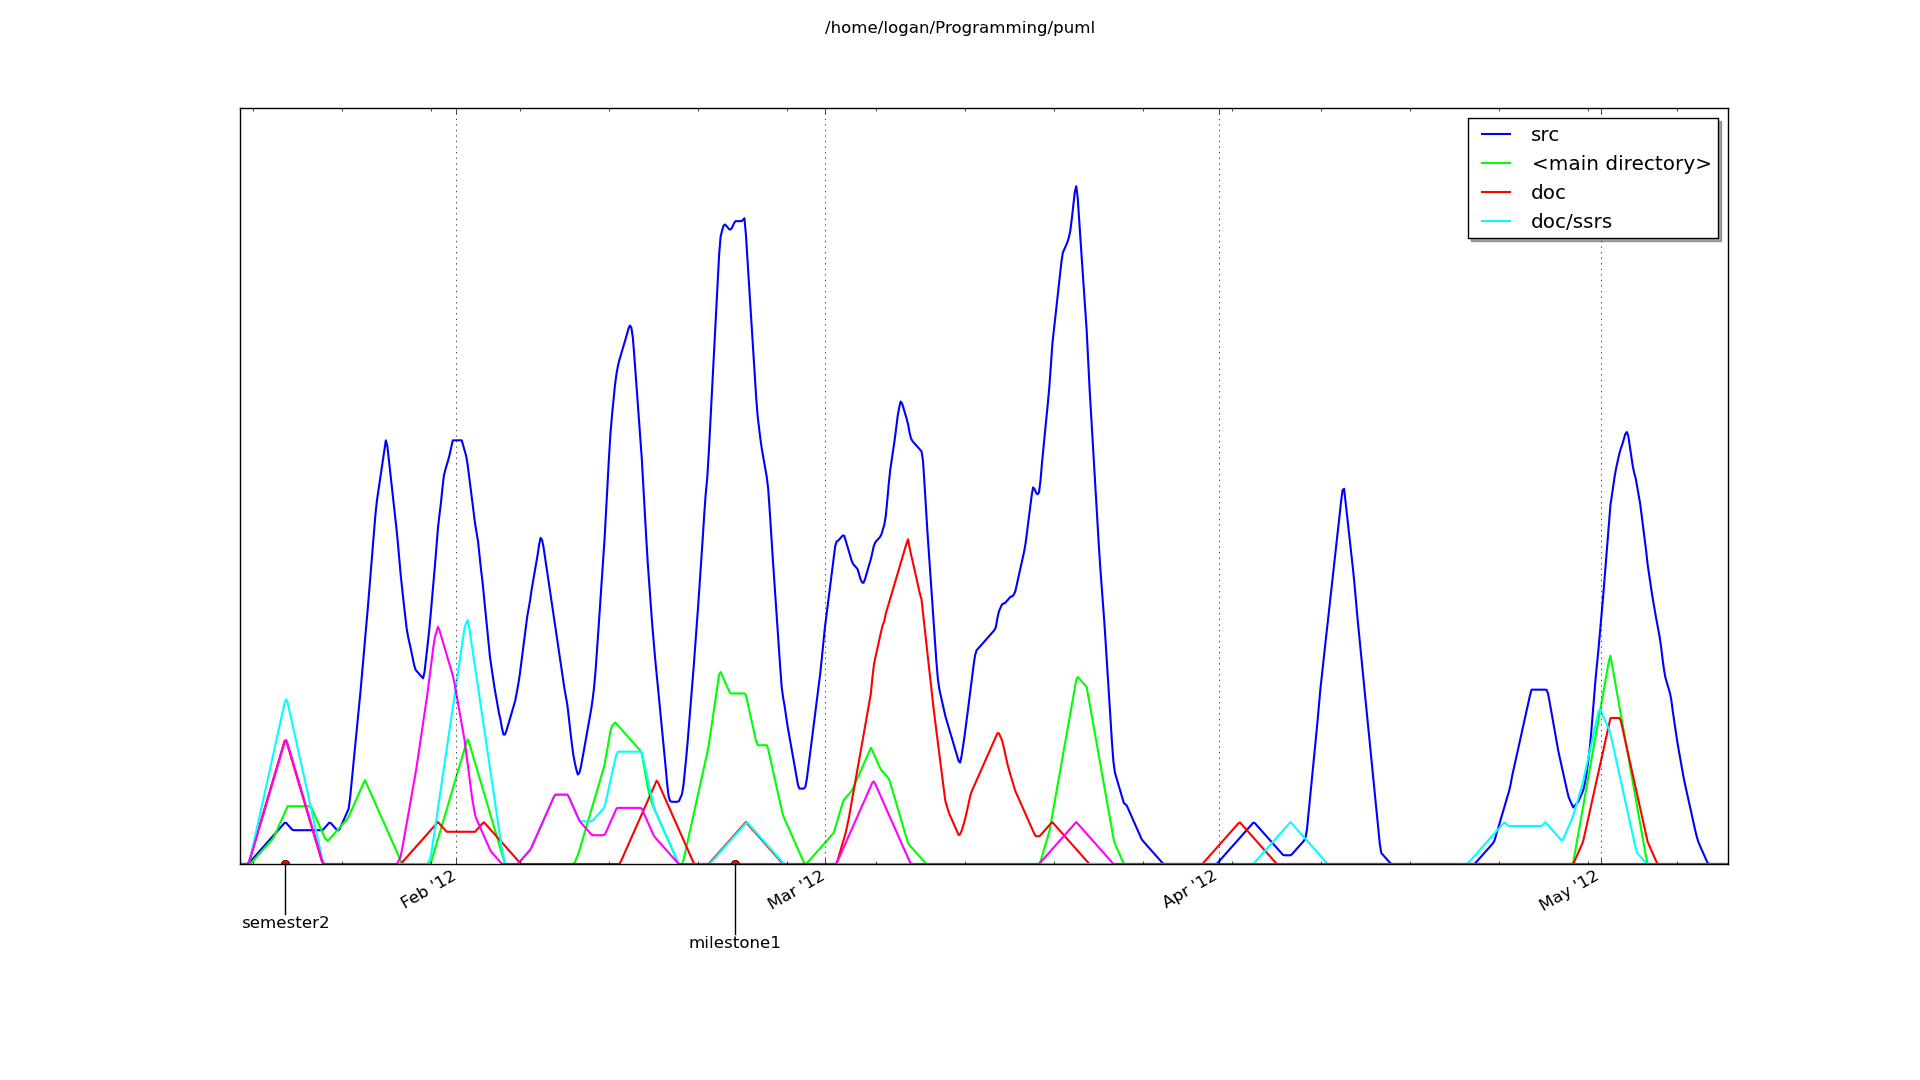 /home/logan/Programming/puml
src
<main directory>
doc
doc/ssrs
Feb '12
Mar '12
Apr '12
May '12
semester2
milestone1